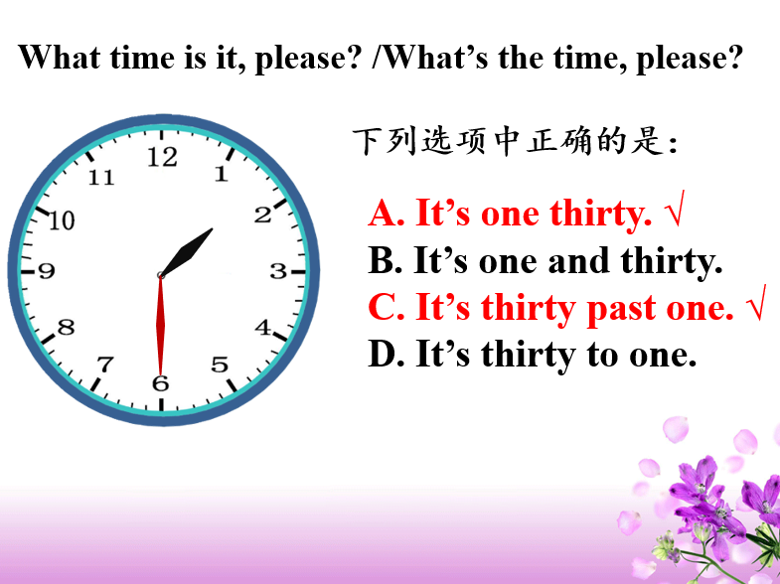 What time is it, please? /What’s the time, please?
下列选项中正确的是：
A. It’s one thirty. √
B. It’s one and thirty.
C. It’s thirty past one. √
D. It’s thirty to one.
12
1
2
3
4
5
6
7
8
9
10
11